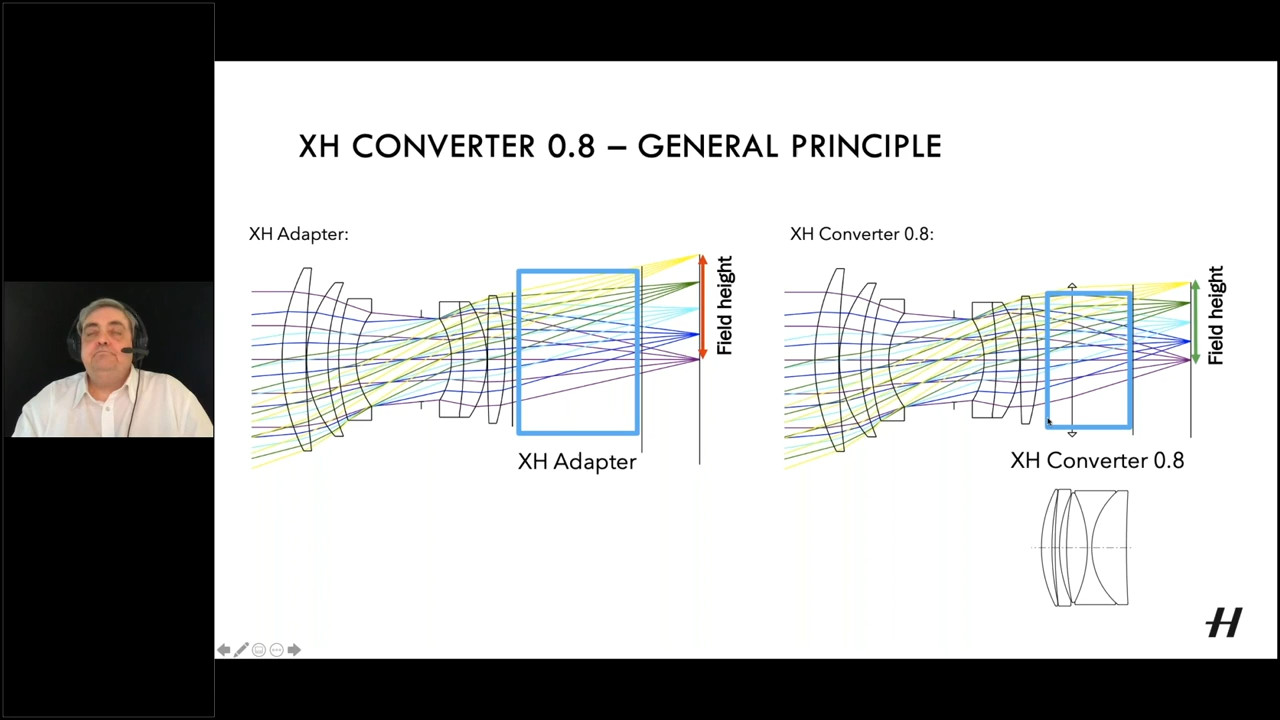 XH CONVERTER 0.8 – GENERAL PRINCIPLE
XH Adapter:
XH Converter 0.8:
Field height
Field height
XH Adapter
XH Converter 0.8
H